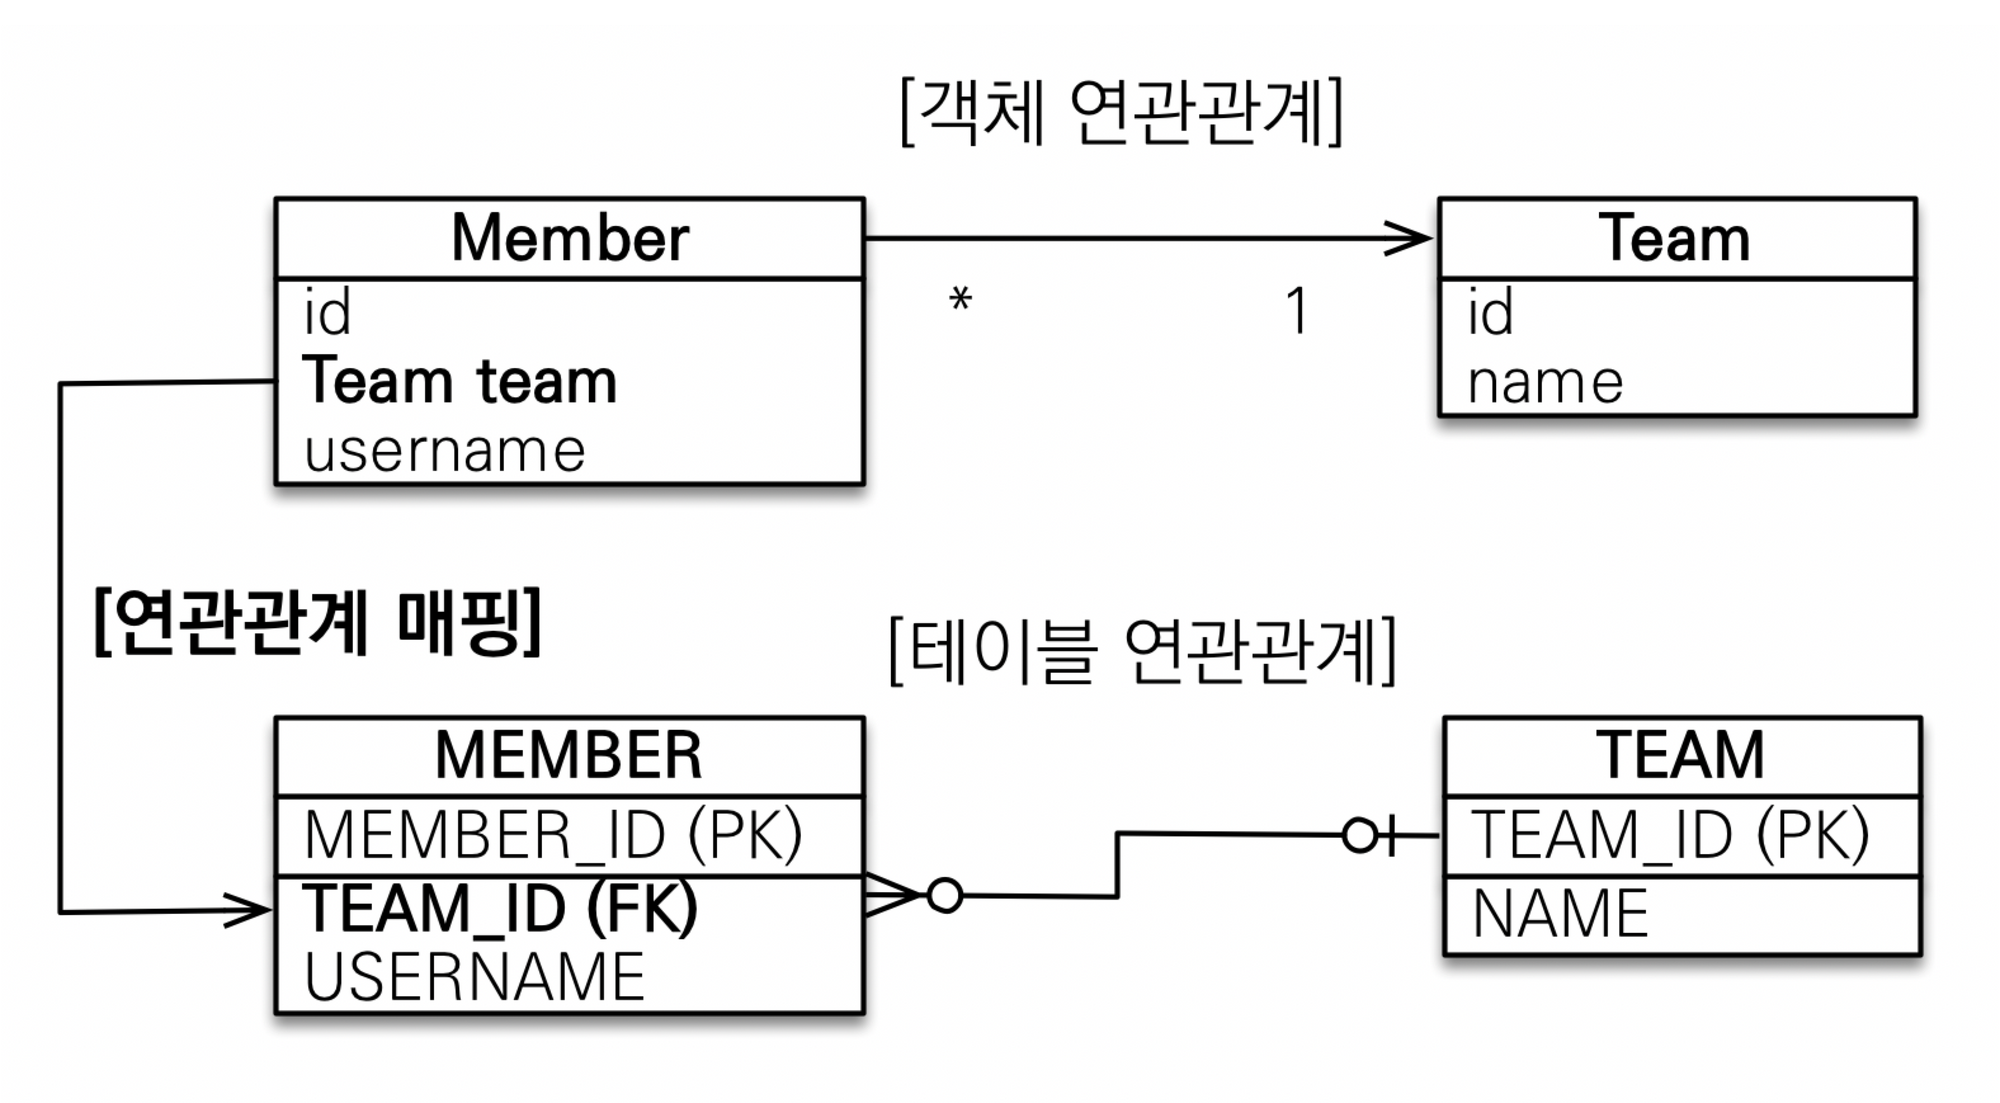 [객체 연관관계]
Member
id
Team team
username
* 1
Team
id
name
[연관관계 매핑]
[테이블 연관관계]
MEMBER
MEMBER_ID (PK)
TEAM_ID (FK)
USERNAME
TEAM
TEAM_ID (PK)
NAME